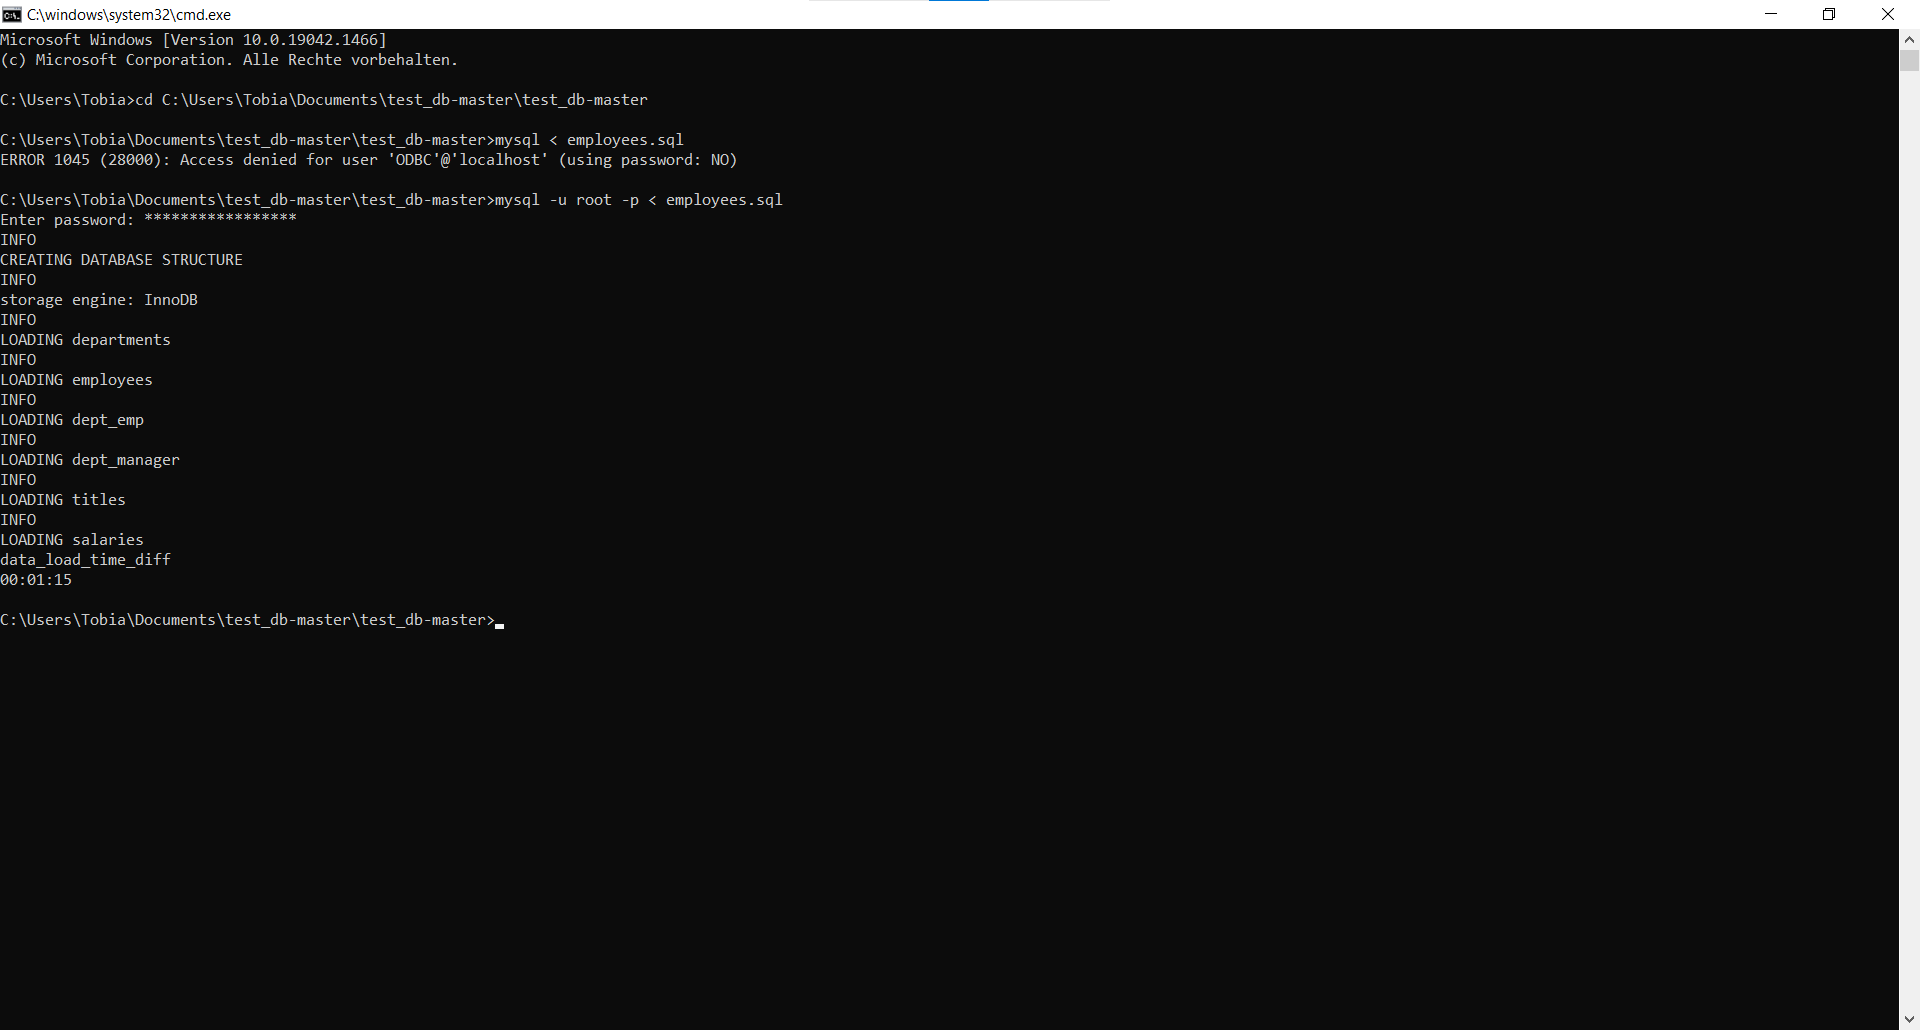 C:\windows\system32\cmd.exe
Microsoft Windows [Version 10.0.19042.1466]
(c) Microsoft Corporation. Alle Rechte vorbehalten.
C:\Users\Tobia>cd C:\Users\Tobia\Documents\test_db-master\test_db-master
C:\Users\Tobia\Documents\test_db-master\test_db-master>mysql < employees.sql
ERROR 1045 (28000): Access denied for user 'ODBC'@'localhost' (using password: NO)
C:\Users\Tobia\Documents\test_db-master\test_db-master>mysql -u root -p < employees.sql
Enter password: *****************
INFO
CREATING DATABASE STRUCTURE
INFO
storage engine: InnoDB
INFO
LOADING departments
INFO
LOADING employees
INFO
LOADING dept_emp
INFO
LOADING dept_manager
INFO
LOADING titles
INFO
LOADING salaries
data_load_time_diff
00:01:15
C:\Users\Tobia\Documents\test_db-master\test_db-master>